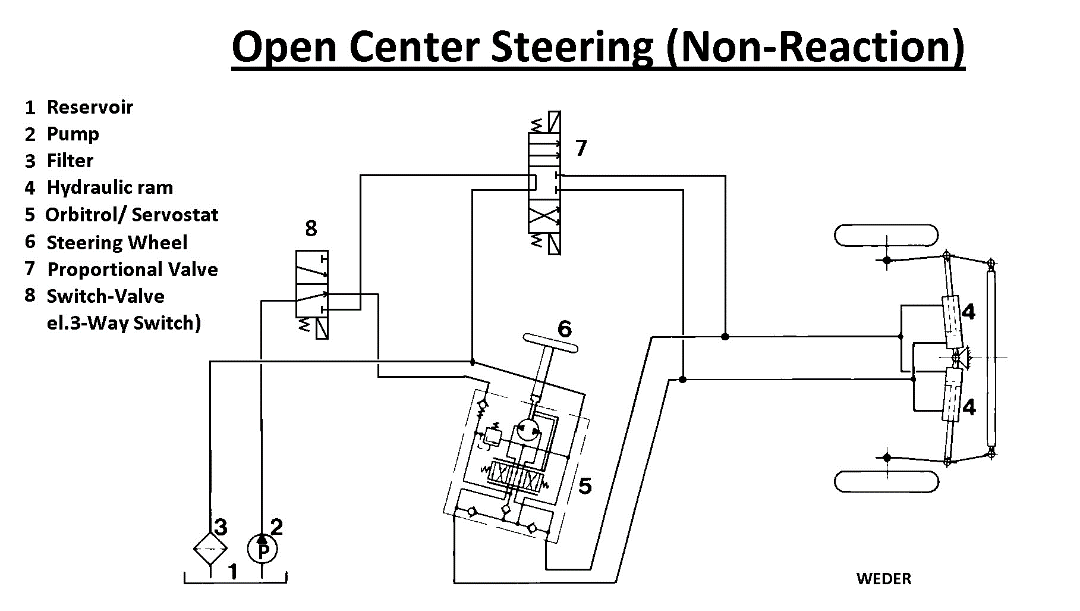 Open Center Steering (Non-Reaction)
1 Reservoir
2 Pump
3 Filter
4 Hydraulic ram
5 Orbitrol/ Servostat
6 Steering Wheel
7 Proportional Valve
8 Switch-Valve
el.3-Way Switch)
7
8
6
4
4
5
3
2
P
1
WEDER